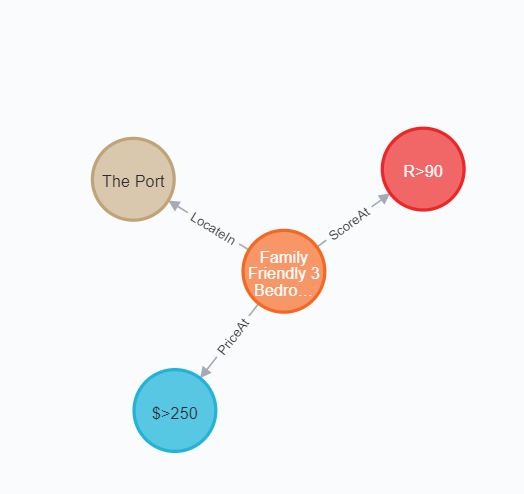 R>90
The Port
ScoreAt
LocateIn
Family
Friendly 3
Bedro…
PriceAt
$>250